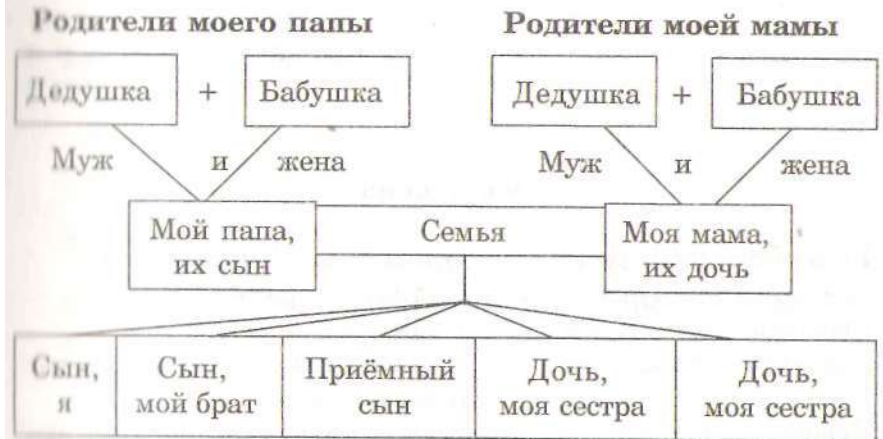 Родители моего папы
Родители моей мамы
Дедушка + Бабушка
Дедушка + Бабушка
Муж и жена
Муж и жена
Мой папа,
их сын
Семья
Моя мама,
их дочь
Сын,
я
Сын,
мой брат
Приёмный
сын
Дочь,
моя сестра
Дочь,
моя сестра